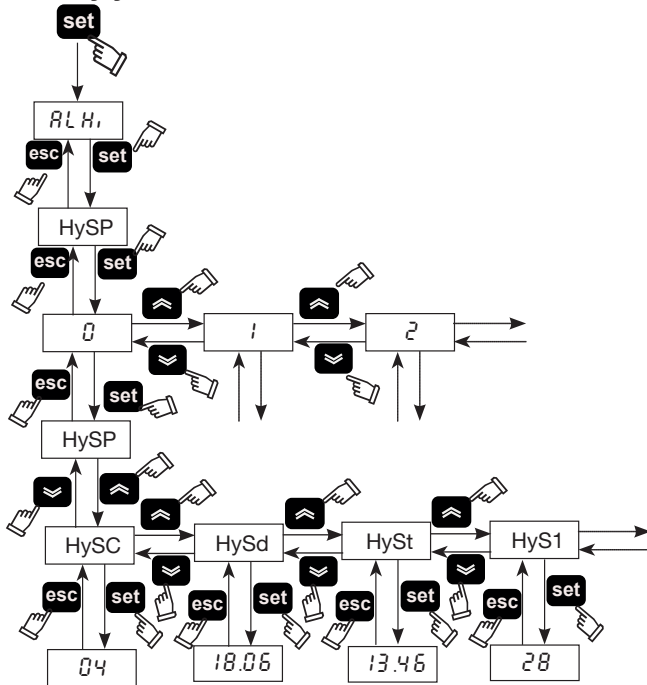 set
ALHi
esc set
HySP
esc set
0 1 2
esc set
HySP
HySC HySd HySt HyS1
esc set esc set esc set esc set
04 18.06 13.46 28